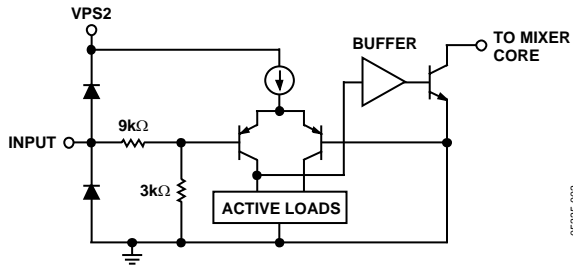 VPS2
BUFFER
TO MIXER
CORE
INPUT
9kΩ
3kΩ
ACTIVE LOADS